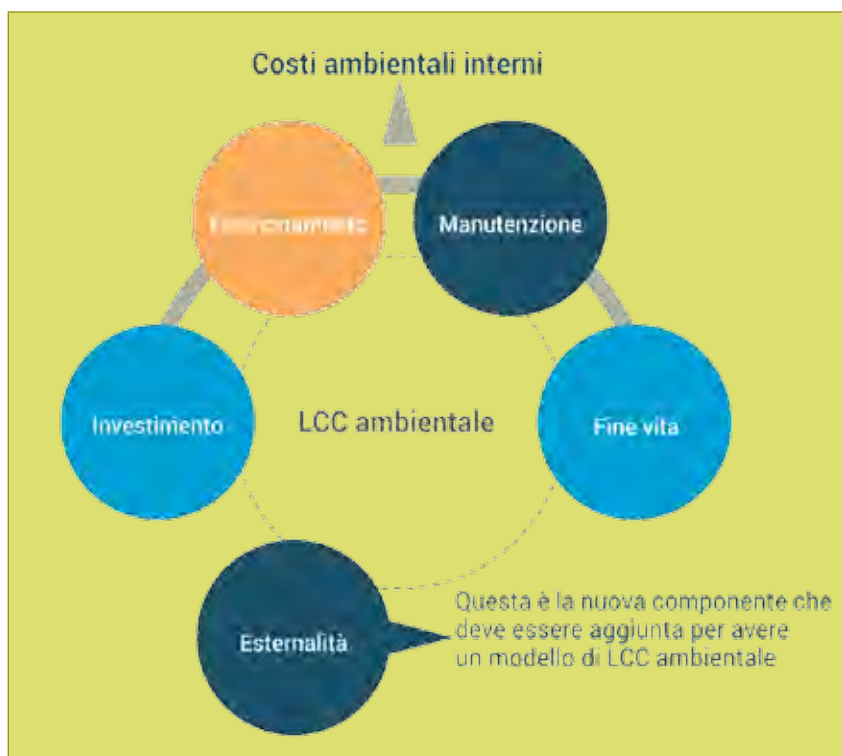 Costi ambientali interni
Funzionamento
Manutenzione
Investimento
LCC ambientale
Fine vita
Esternalità
Questa è la nuova componente che
deve essere aggiunta per avere
un modello di LCC ambientale